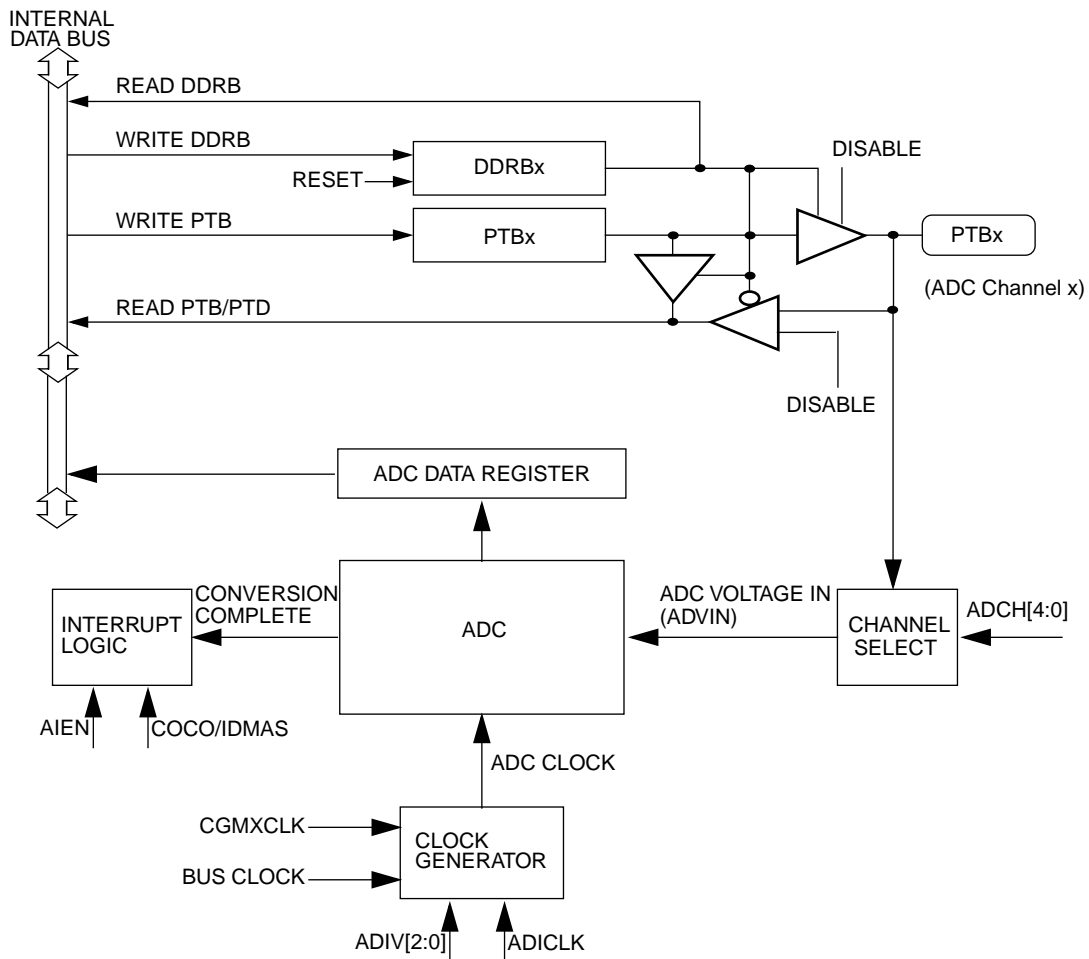 INTERNAL
DATA BUS
READ DDRB
WRITE DDRB
DISABLE
DDRBx
RESET
WRITE PTB
PTBx
PTBx
(ADC Channel x)
READ PTB/PTD
DISABLE
ADC DATA REGISTER
CONVERSION
COMPLETE
INTERRUPT
LOGIC
ADC
ADC VOLTAGE IN
(ADVIN)
CHANNEL
SELECT
ADCH[4:0]
AIEN
COCO/IDMAS
ADC CLOCK
CGMXCLK
CLOCK
GENERATOR
BUS CLOCK
ADIV[2:0]
ADICLK